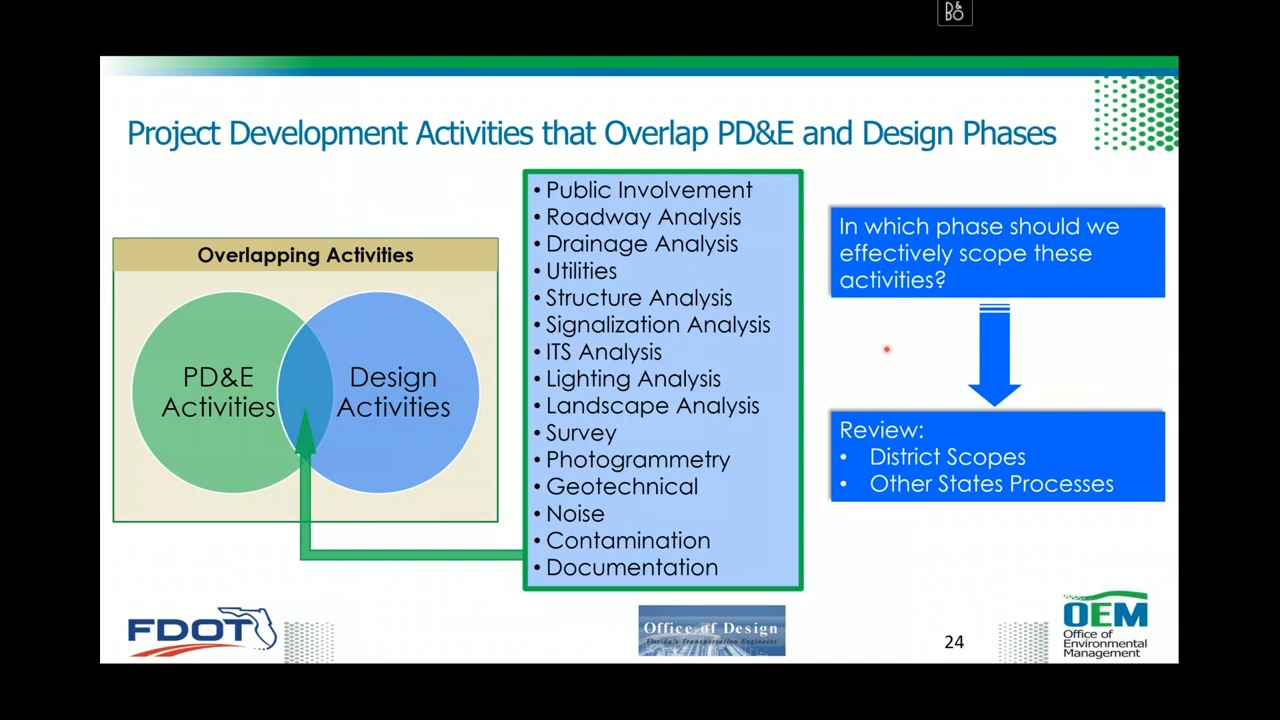 B&O
Project Development Activities that Overlap PD&E and Design Phases
Overlapping Activities
PD&E
Activities
Design
Activities
• Public Involvement
• Roadway Analysis
• Drainage Analysis
• Utilities
• Structure Analysis
• Signalization Analysis
• ITS Analysis
• Lighting Analysis
• Landscape Analysis
• Survey
• Photogrammetry
• Geotechnical
• Noise
• Contamination
• Documentation
In which phase should we
effectively scope these
activities?
Review:
• District Scopes
• Other States Processes
FDOT
Office of Design
Florida's Transportation Engineers
OEM
Office of
Environmental
Management
24